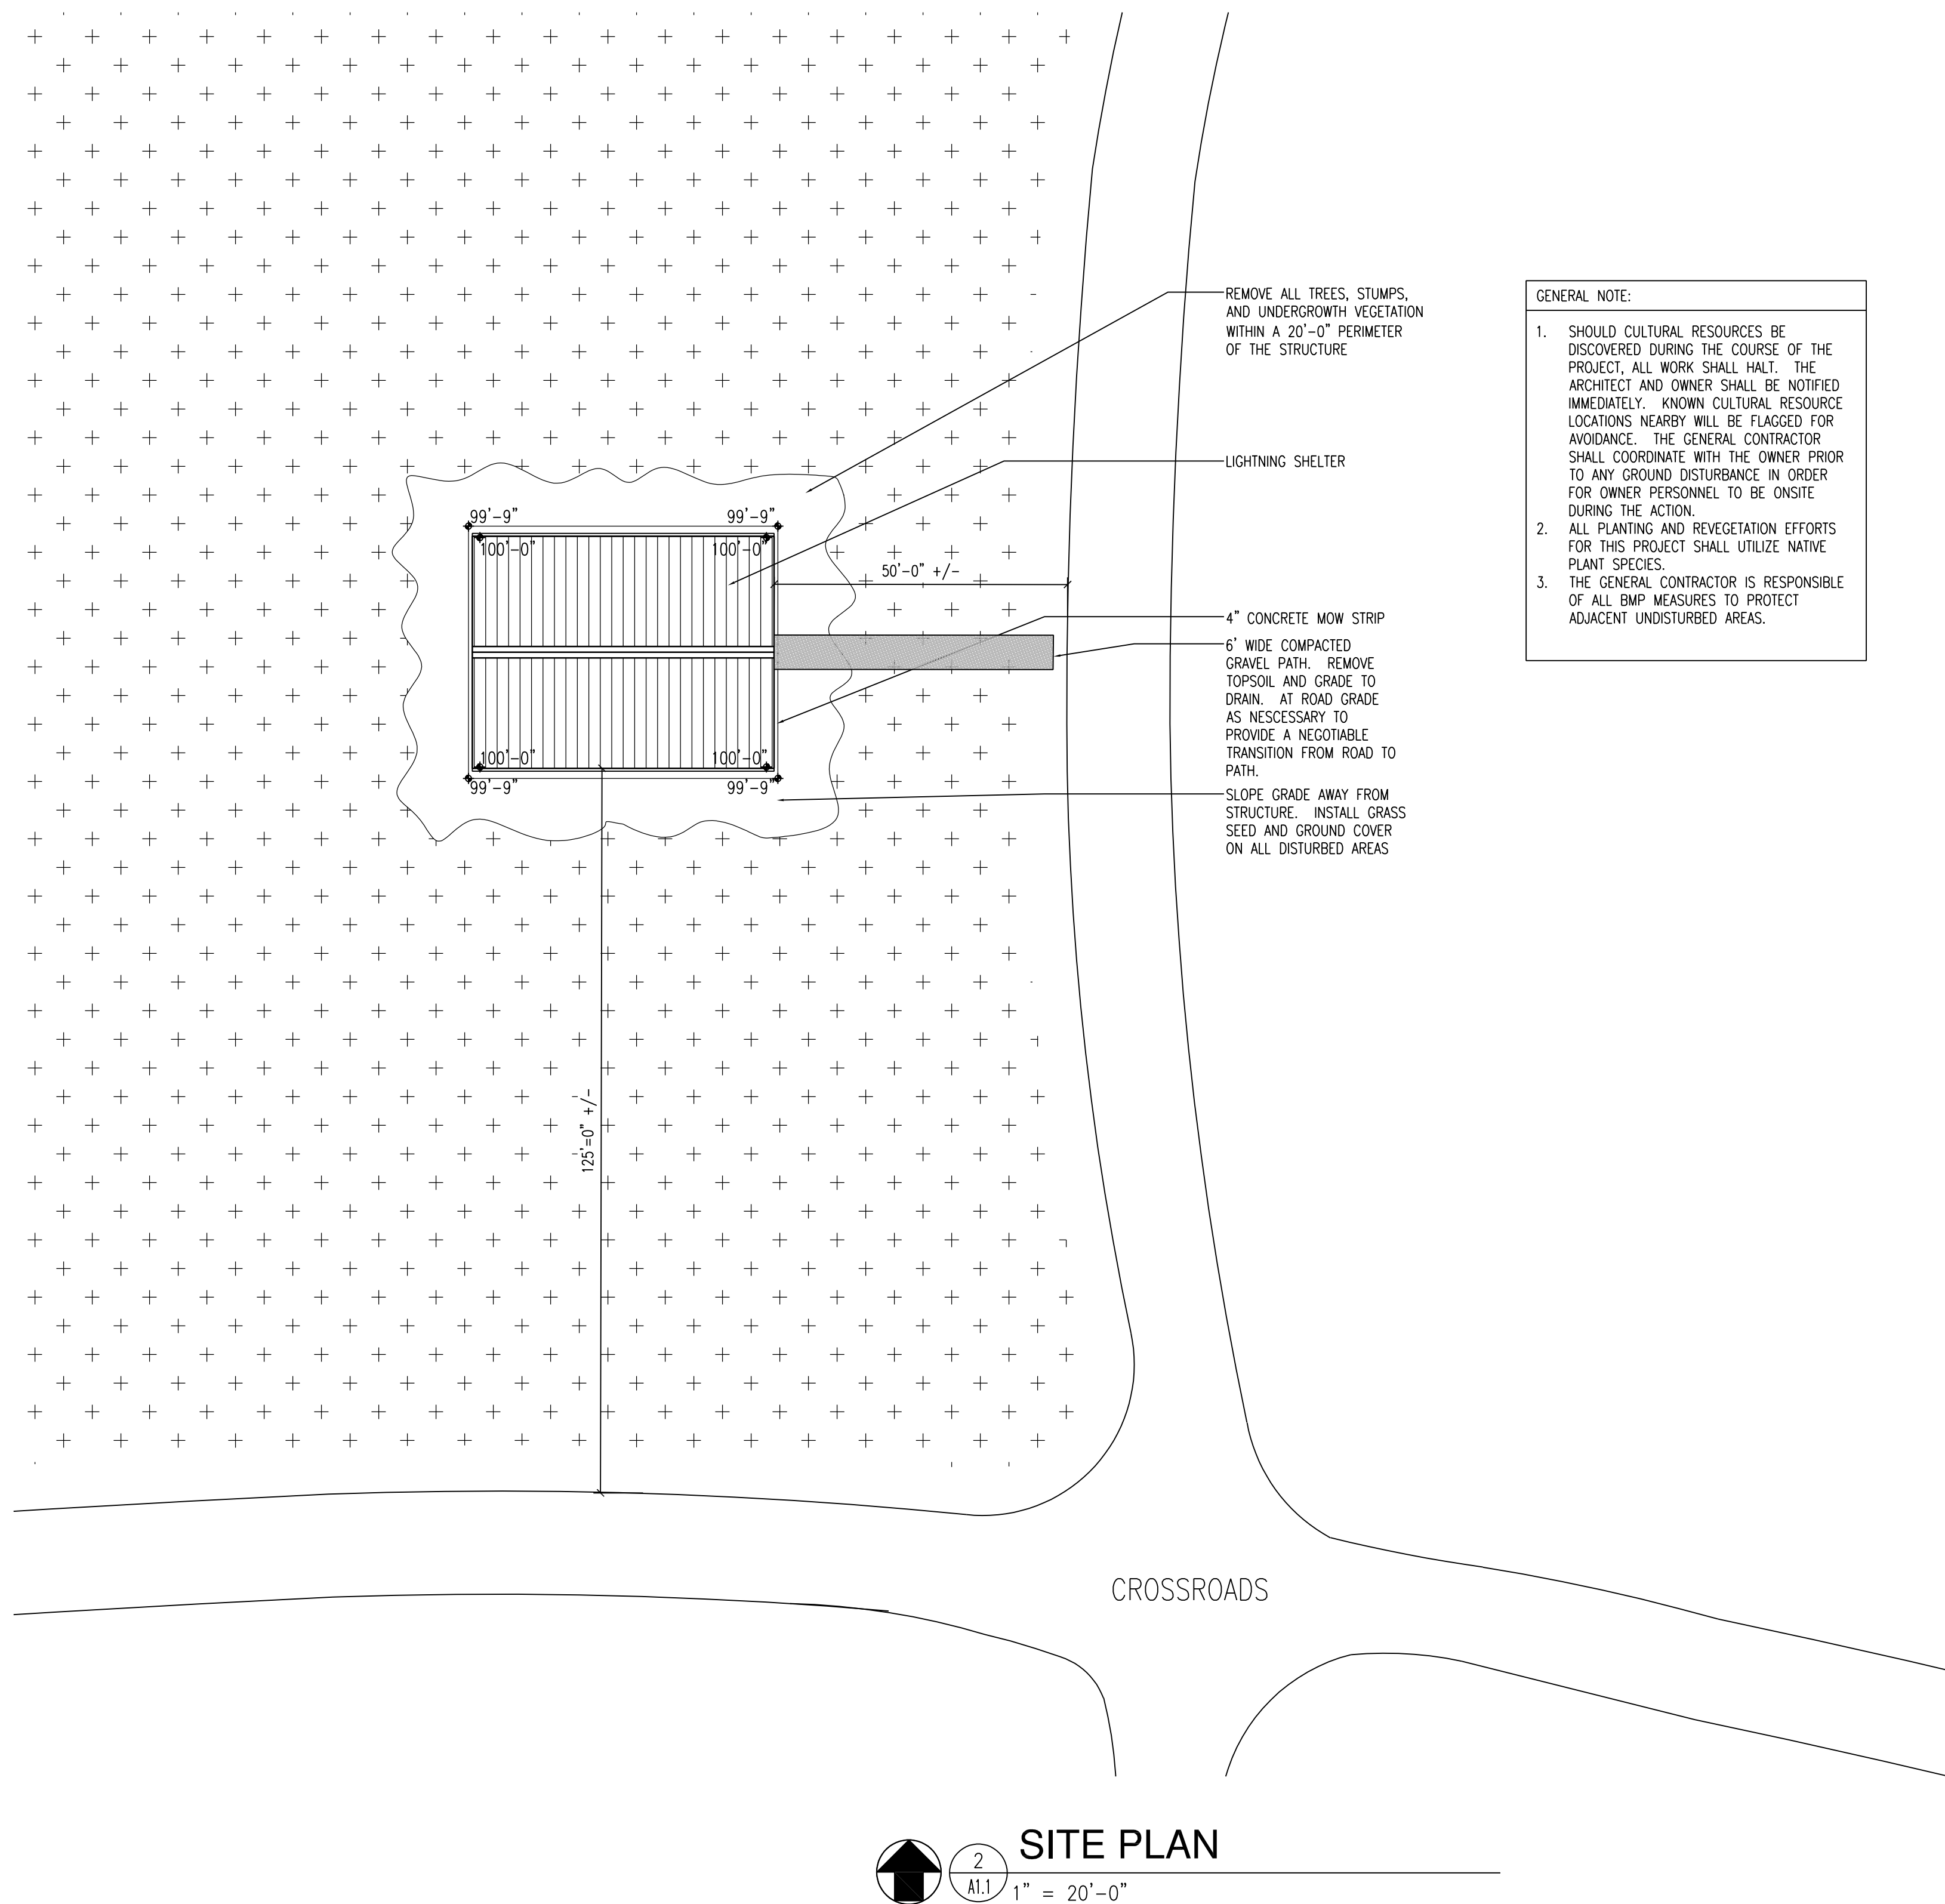 REMOVE ALL TREES, STUMPS,
AND UNDERGROWTH VEGETATION
WITHIN A 20'-0" PERIMETER
OF THE STRUCTURE
LIGHTNING SHELTER
4" CONCRETE MOW STRIP
6' WIDE COMPACTED
GRAVEL PATH. REMOVE
TOPSOIL AND GRADE TO
DRAIN. AT ROAD GRADE
AS NESCESSARY TO
PROVIDE A NEGOTIABLE
TRANSITION FROM ROAD TO
PATH.
SLOPE GRADE AWAY FROM
STRUCTURE. INSTALL GRASS
SEED AND GROUND COVER
ON ALL DISTURBED AREAS
GENERAL NOTE:
1. SHOULD CULTURAL RESOURCES BE
DISCOVERED DURING THE COURSE OF THE
PROJECT, ALL WORK SHALL HALT. THE
ARCHITECT AND OWNER SHALL BE NOTIFIED
IMMEDIATELY. KNOWN CULTURAL RESOURCE
LOCATIONS NEARBY WILL BE FLAGGED FOR
AVOIDANCE. THE GENERAL CONTRACTOR
SHALL COORDINATE WITH THE OWNER PRIOR
TO ANY GROUND DISTURBANCE IN ORDER
FOR OWNER PERSONNEL TO BE ONSITE
DURING THE ACTION.
2. ALL PLANTING AND REVEGETATION EFFORTS
FOR THIS PROJECT SHALL UTILIZE NATIVE
PLANT SPECIES.
3. THE GENERAL CONTRACTOR IS RESPONSIBLE
OF ALL BMP MEASURES TO PROTECT
ADJACENT UNDISTURBED AREAS.
99'-9" 99'-9"
100'-0" 100'-0"
50'-0" +/-
100'-0" 100'-0"
99'-9" 99'-9"
125'=0" +/-
CROSSROADS
SITE PLAN
2
A1.1
1" = 20'-0"